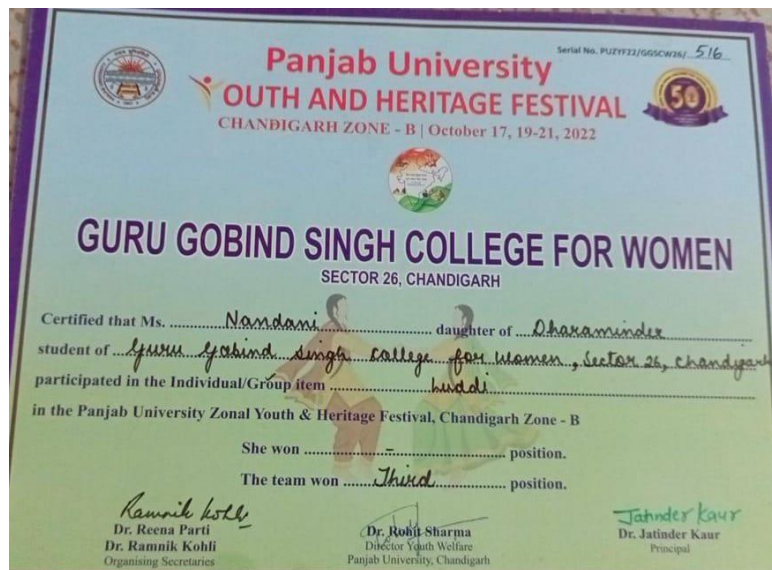 Serial No. PUZYF22/GGSCW26/ 516
Panjab University
YOUTH AND HERITAGE FESTIVAL
CHANDIGARH ZONE - B | October 17, 19-21, 2022
50
GURU GOBIND SINGH COLLEGE FOR WOMEN
SECTOR 26, CHANDIGARH
Certified that Ms. Nandani daughter of Dharaminder
student of Guru Gobind Singh College for Women, Sector 26, Chandigarh
participated in the Individual/Group item Luddi
in the Panjab University Zonal Youth & Heritage Festival, Chandigarh Zone - B
She won - position.
The team won Third position.
Ramnik Kohli
Jatinder Kaur
Dr. Reena Parti
Dr. Rohit Sharma
Dr. Jatinder Kaur
Dr. Ramnik Kohli
Director Youth Welfare
Principal
Organising Secretaries
Panjab University, Chandigarh